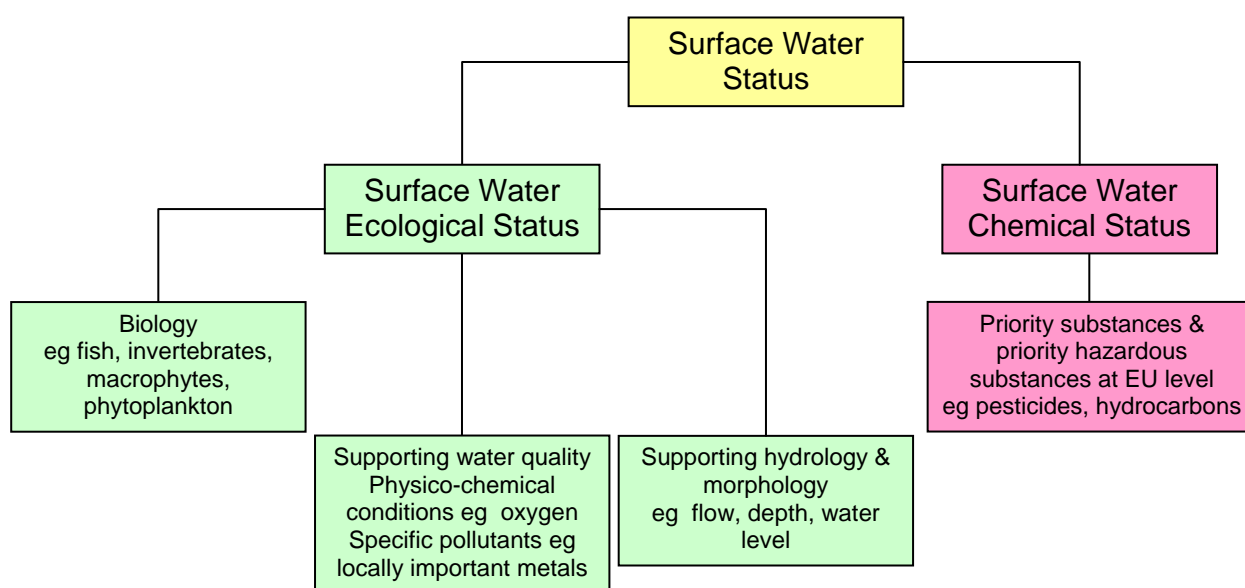 Surface Water
Status
Surface Water
Ecological Status
Surface Water
Chemical Status
Biology
eg fish, invertebrates,
macrophytes,
phytoplankton
Priority substances &
priority hazardous
substances at EU level
eg pesticides, hydrocarbons
Supporting water quality
Physico-chemical
conditions eg  oxygen
Specific pollutants eg
locally important metals
Supporting hydrology &
morphology
eg  flow, depth, water
level